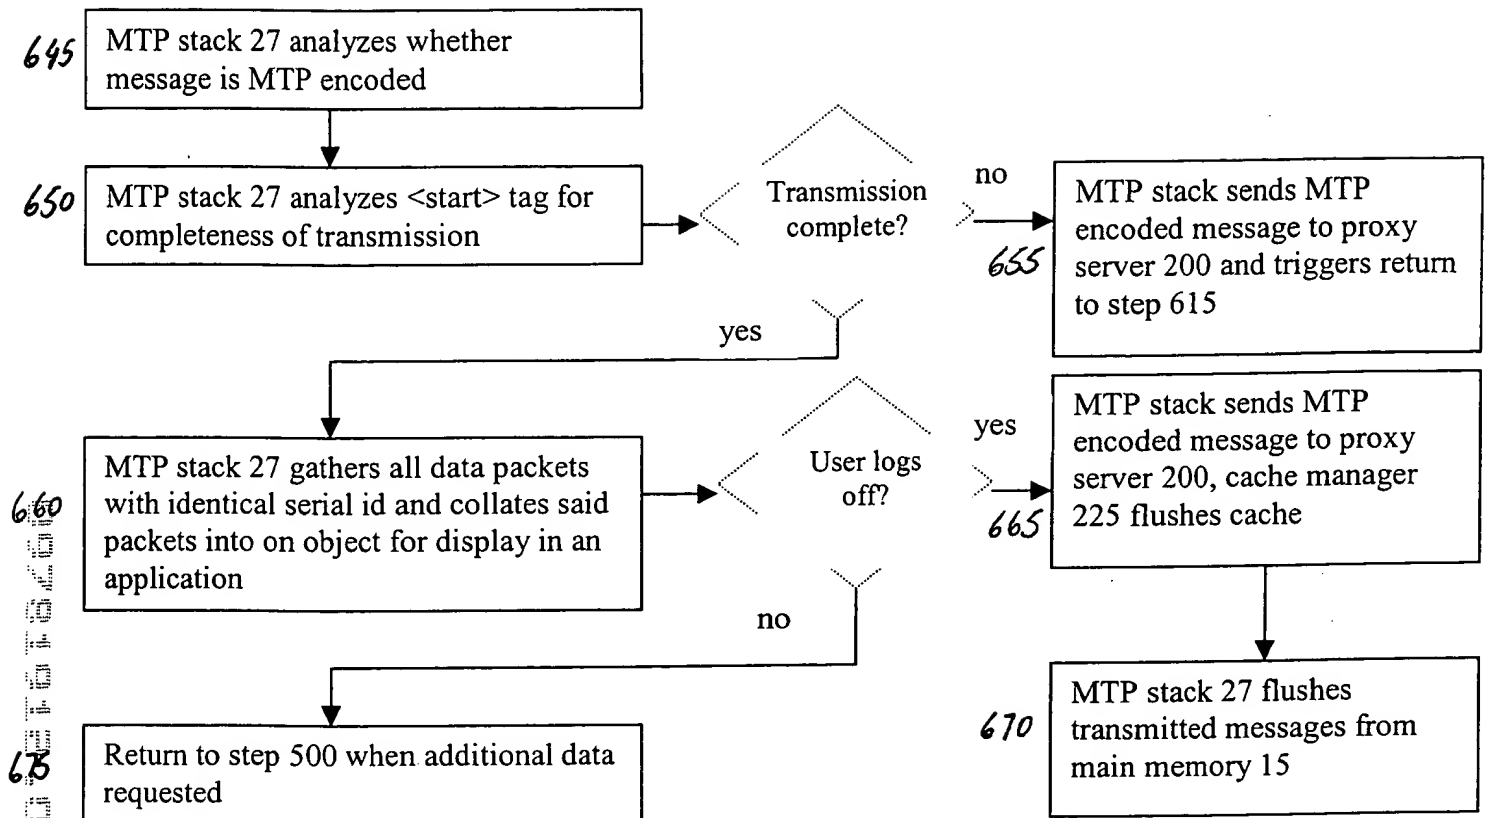 645
MTP stack 27 analyzes whether
message is MTP encoded
650
MTP stack 27 analyzes <start> tag for
completeness of transmission
Transmission
complete?
no
655
MTP stack sends MTP
encoded message to proxy
server 200 and triggers return
to step 615
yes
660
MTP stack 27 gathers all data packets
with identical serial id and collates said
packets into on object for display in an
application
User logs
off?
yes
665
MTP stack sends MTP
encoded message to proxy
server 200, cache manager
225 flushes cache
no
670
MTP stack 27 flushes
transmitted messages from
main memory 15
675
Return to step 500 when additional data
requested